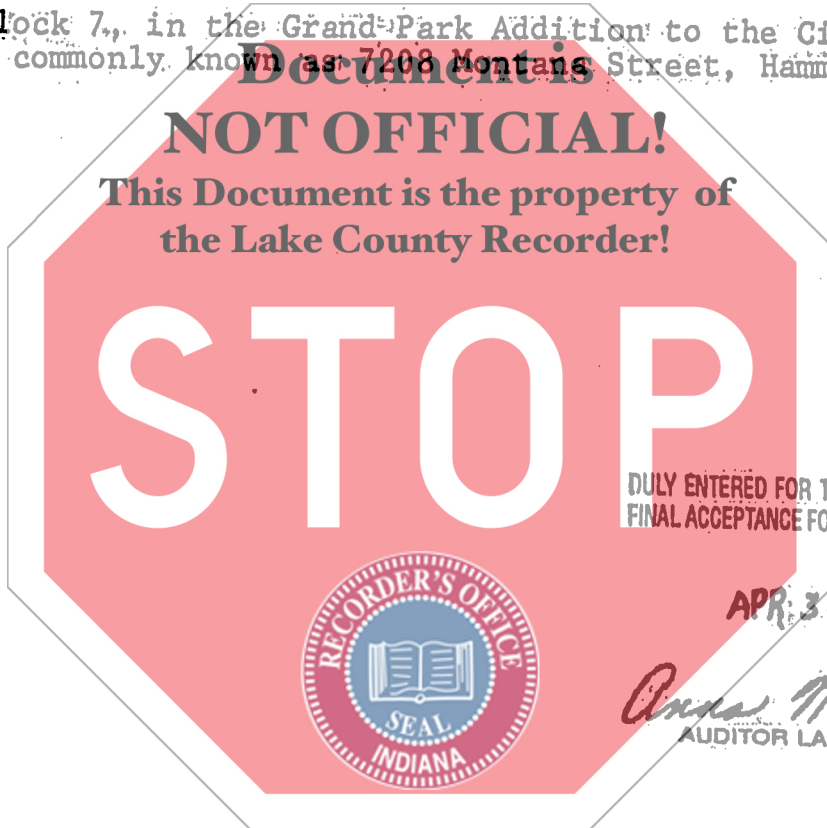 lock 7., in the Grand Park Addition to the Ci
commonly known as 7208 Montana Street, Hamm
Document is
NOT OFFICIAL!
This Document is the property of
the Lake County Recorder!
STOP
DULY ENTERED FOR T
FINAL ACCEPTANCE FO
APR 3
Anna
AUDITOR LA
RECORDER'S OFFICE
SEAL
INDIANA